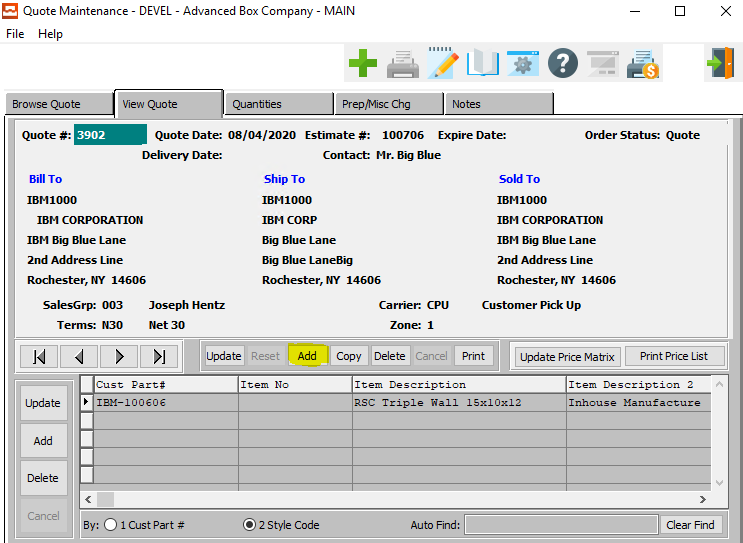 Quote Maintenance - DEVEL - Advanced Box Company - MAIN
File Help
Browse Quote View Quote Quantities Prep/Misc Chg Notes
Quote #: 3902 Quote Date: 08/04/2020 Estimate #: 100706 Expire Date: Order Status: Quote
Delivery Date: Contact: Mr. Big Blue
Bill To Ship To Sold To
IBM1000 IBM1000 IBM1000
IBM CORPORATION IBM CORP IBM CORPORATION
IBM Big Blue Lane Big Blue Lane IBM Big Blue Lane
2nd Address Line Big Blue LaneBig 2nd Address Line
Rochester, NY 14606 Rochester, NY 14606 Rochester, NY 14606
SalesGrp: 003 Joseph Hentz Carrier: CPU Customer Pick Up
Terms: N30 Net 30 Zone: 1
Update Reset Add Copy Delete Cancel Print Update Price Matrix Print Price List
Cust Part# Item No Item Description Item Description 2
IBM-100606 RSC Triple Wall 15x10x12 Inhouse Manufacture
Update
Add
Delete
Cancel
By: 1 Cust Part # 2 Style Code Auto Find: Clear Find